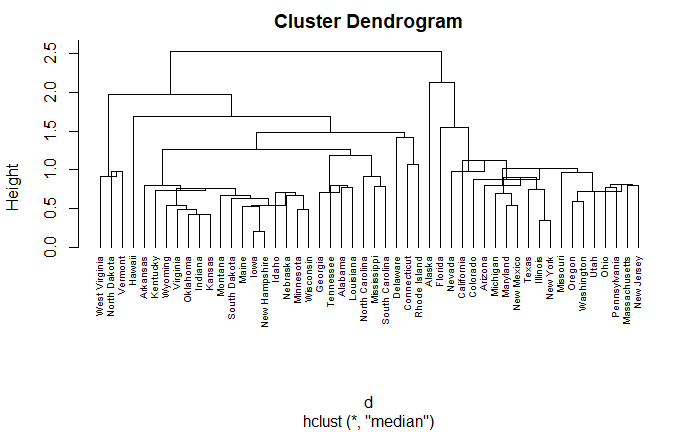 Cluster Dendrogram
Height
2.5
2.0
1.5
1.0
0.5
0.0
West Virginia
North Dakota
Vermont
Hawaii
Arkansas
Kentucky
Wyoming
Virginia
Oklahoma
Indiana
Kansas
Montana
South Dakota
Maine
Iowa
New Hampshire
Idaho
Nebraska
Minnesota
Wisconsin
Georgia
Tennessee
Alabama
Louisiana
North Carolina
Mississippi
South Carolina
Delaware
Connecticut
Rhode Island
Alaska
Florida
Nevada
California
Colorado
Arizona
Michigan
Maryland
New Mexico
Texas
Illinois
New York
Missouri
Oregon
Washington
Utah
Ohio
Pennsylvania
Massachusetts
New Jersey
d
hclust (*, "median")